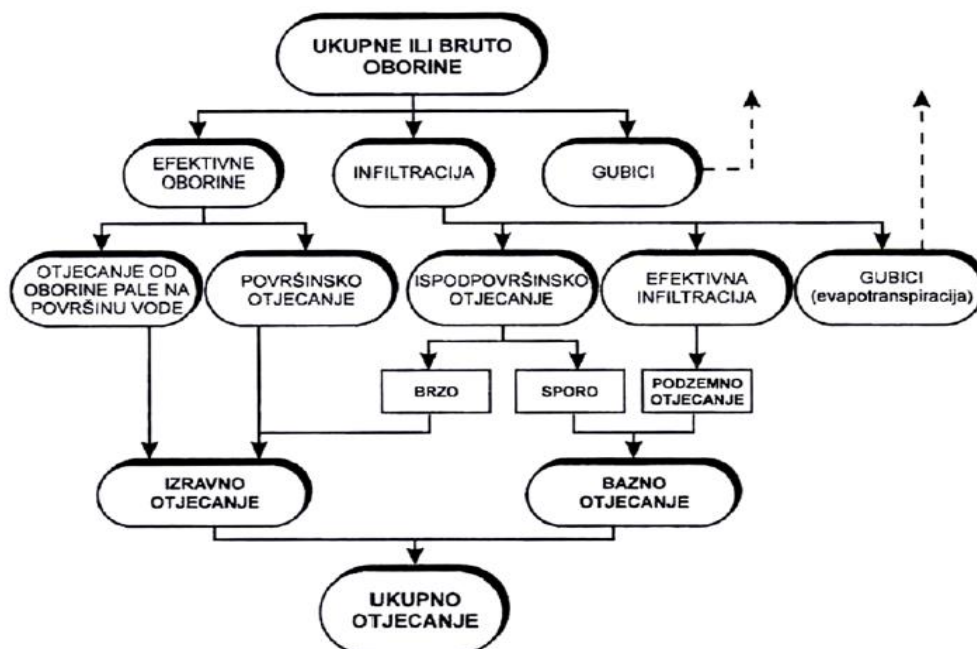 UKUPNE ILI BRUTO
OBORINE
EFEKTIVNE
OBORINE
INFILTRACIJA
GUBICI
OTJECANJE OD
OBORINE PALE NA
POVRŠINU VODE
POVRŠINSKO
OTJECANJE
ISPODPOVRŠINSKO
OTJECANJE
EFEKTIVNA
INFILTRACIJA
GUBICI
(evapotranspiracija)
BRZO
SPORO
PODZEMNO
OTJECANJE
IZRAVNO
OTJECANJE
BAZNO
OTJECANJE
UKUPNO
OTJECANJE